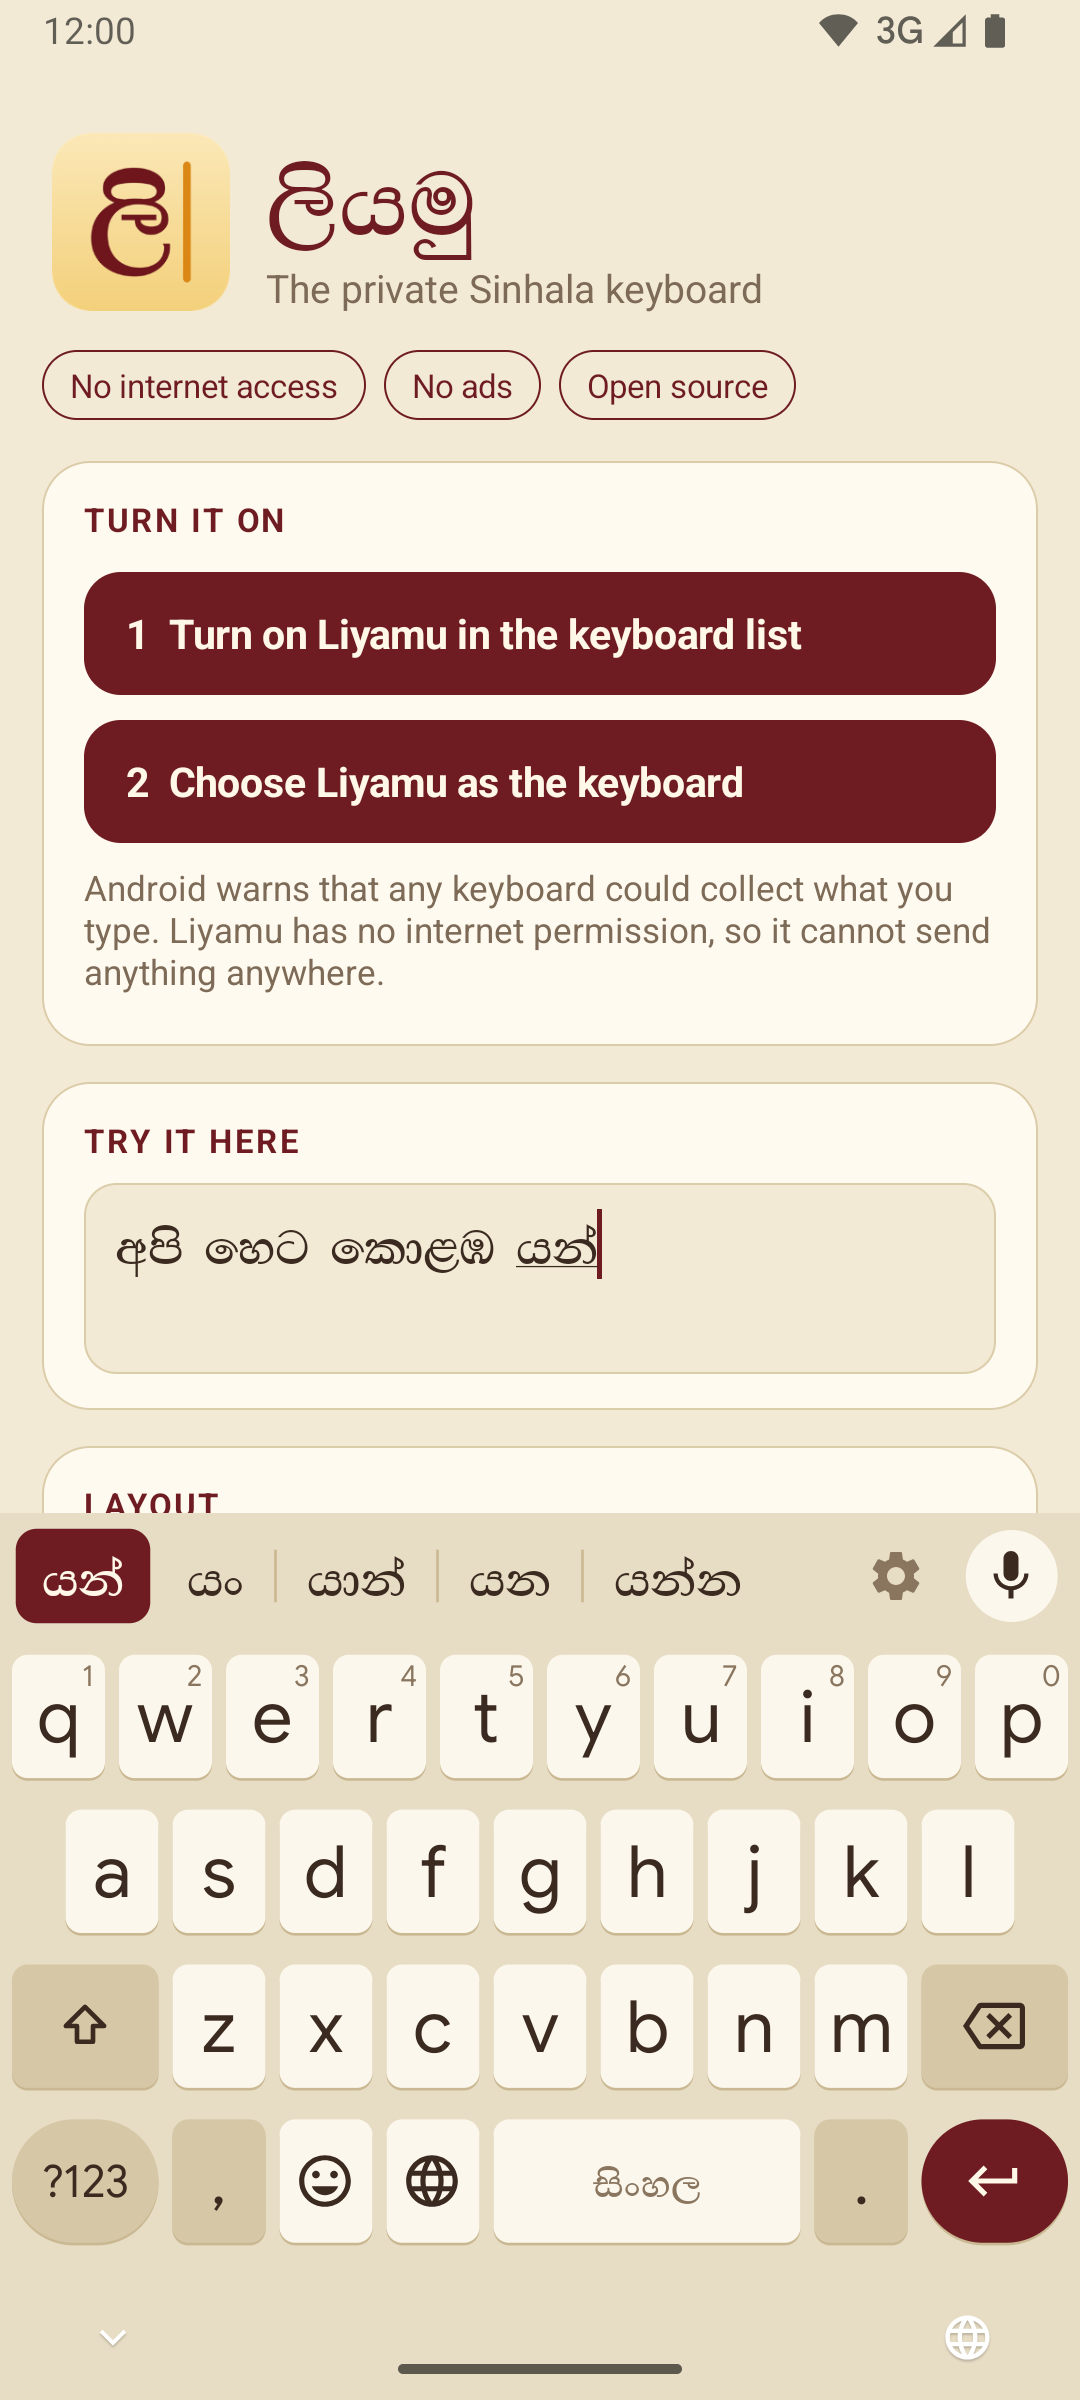 12:00
3G
ලි
ලියමු
The private Sinhala keyboard
No internet access
No ads
Open source
TURN IT ON
1 Turn on Liyamu in the keyboard list
2 Choose Liyamu as the keyboard
Android warns that any keyboard could collect what you
type. Liyamu has no internet permission, so it cannot send
anything anywhere.
TRY IT HERE
අපි හෙට කොළඹ යන්
LAYOUT
යන් යං යාන් යන යන්න
1 2 3 4 5 6 7 8 9 0
q w e r t y u i o p
a s d f g h j k l
z x c v b n m
?123 , සිංහල .